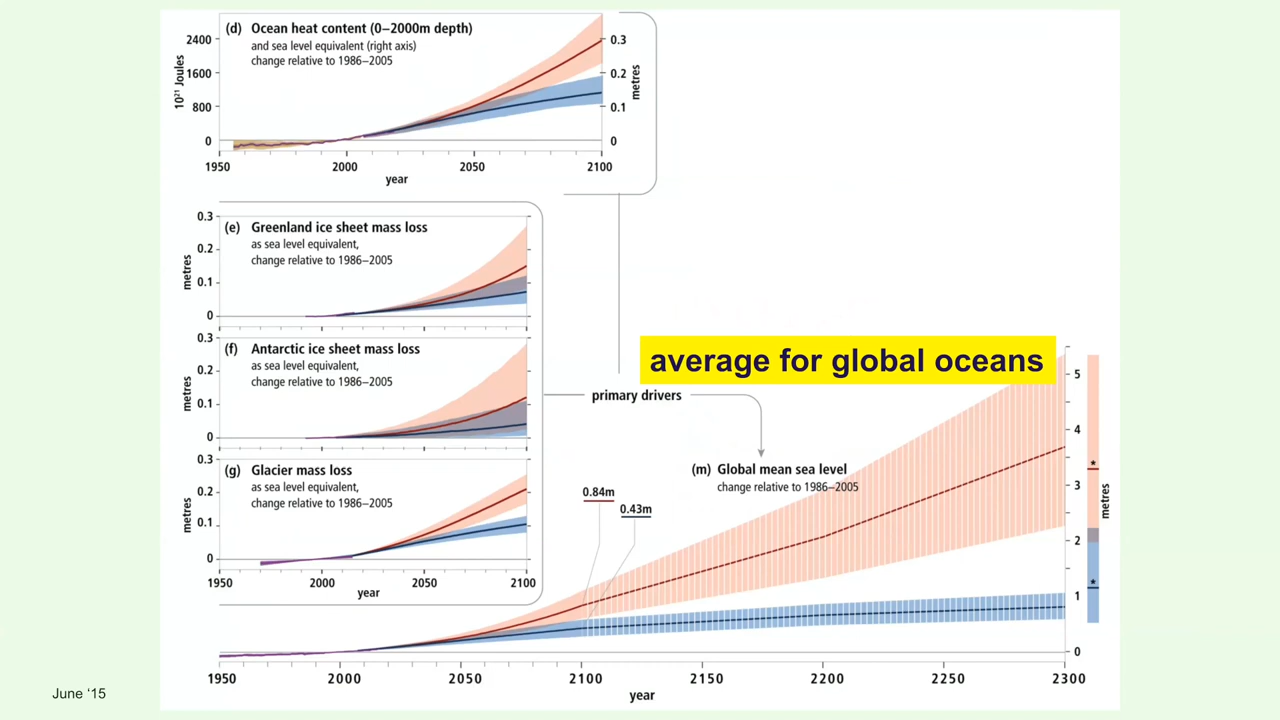 (d) Ocean heat content (0–2000m depth)
and sea level equivalent (right axis)
change relative to 1986–2005
2400
1600
800
0
10²¹ Joules
0.3
0.2
0.1
0
metres
1950 2000 2050 2100
year
(e) Greenland ice sheet mass loss
as sea level equivalent,
change relative to 1986–2005
0.3
0.2
0.1
0
metres
(f) Antarctic ice sheet mass loss
as sea level equivalent,
change relative to 1986–2005
0.3
0.2
0.1
0
metres
(g) Glacier mass loss
as sea level equivalent,
change relative to 1986–2005
0.3
0.2
0.1
0
metres
1950 2000 2050 2100
year
average for global oceans
primary drivers
(m) Global mean sea level
change relative to 1986–2005
0.84m
0.43m
5
4
3
2
1
0
metres
*
*
1950 2000 2050 2100 2150 2200 2250 2300
year
June ‘15